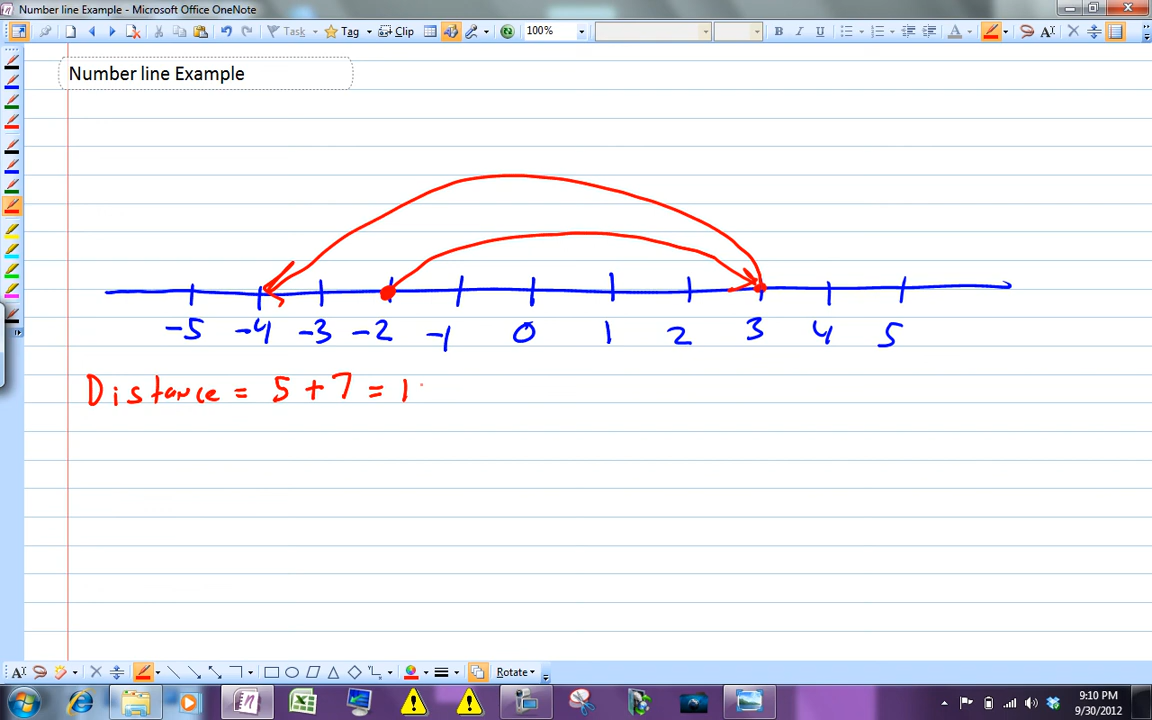 Number line Example - Microsoft Office OneNote
Task Tag Clip 100% B I U A
Number line Example
-5 -4 -3 -2 -1 0 1 2 3 4 5
Distance = 5 + 7 = 1
Rotate
9:10 PM
9/30/2012